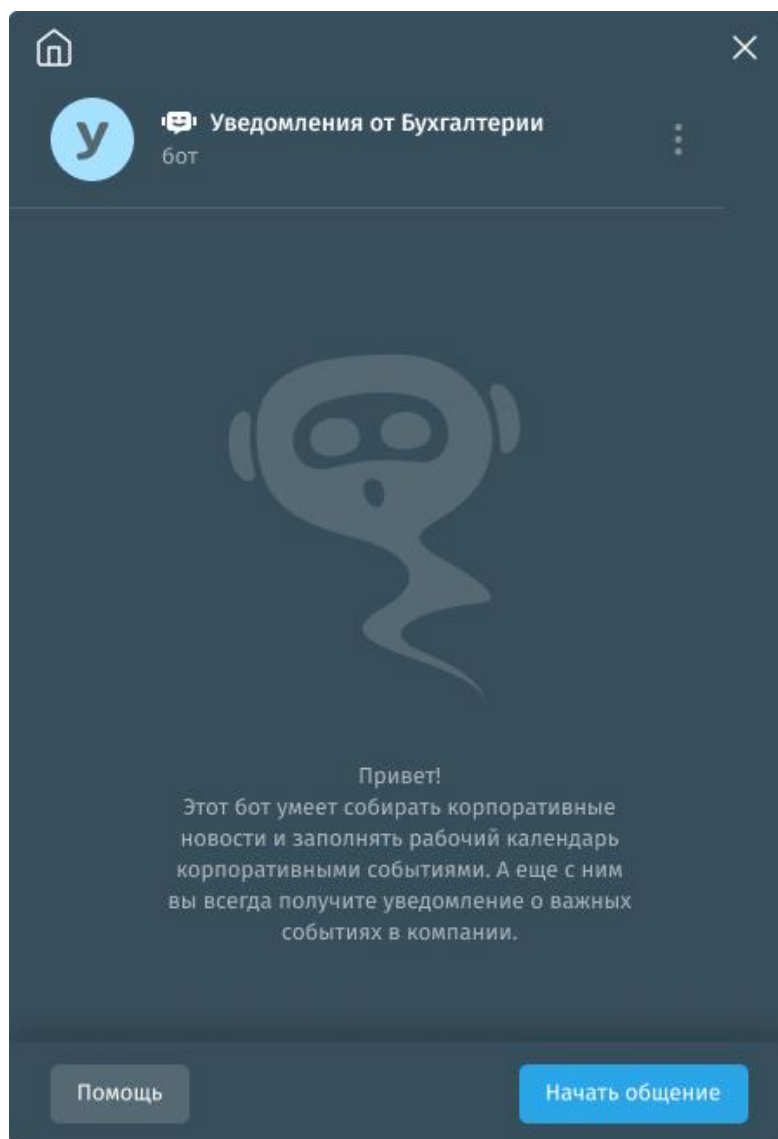 У
Уведомления от Бухгалтерии
бот
Привет!
Этот бот умеет собирать корпоративные
новости и заполнять рабочий календарь
корпоративными событиями. А еще с ним
вы всегда получите уведомление о важных
событиях в компании.
Помощь
Начать общение